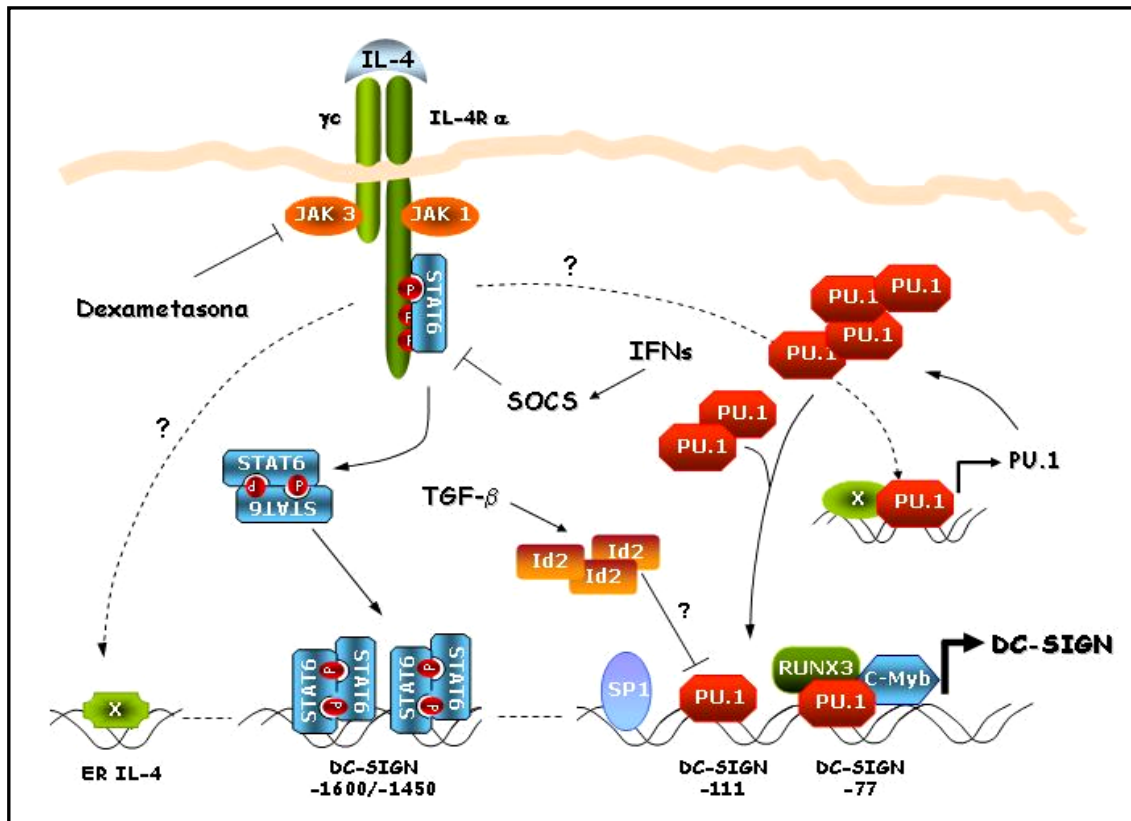 IL-4
γc
IL-4R α
JAK 3
JAK 1
STAT6
P
P
P
Dexametasona
?
?
IFNs
SOCS
PU.1
PU.1
PU.1
PU.1
PU.1
PU.1
STAT6
P
P
STAT6
TGF-β
X
PU.1
PU.1
Id2
Id2
Id2
?
STAT6
STAT6
P
P
STAT6
STAT6
P
P
SP1
PU.1
RUNX3
PU.1
C-Myb
DC-SIGN
X
ER IL-4
DC-SIGN
-1600/-1450
DC-SIGN
-111
DC-SIGN
-77